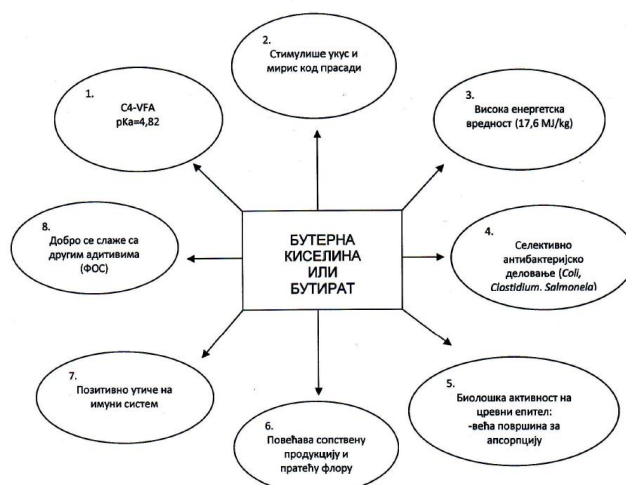 1.
C4-VFA
pKa=4,82
2.
Стимулише укус и
мирис код прасади
3.
Висока енергетска
вредност (17,6 MJ/kg)
БУТЕРНА
КИСЕЛИНА
ИЛИ
БУТИРАТ
4.
Селективно
антибактеријско
деловање (Coli,
Clostidium, Salmonela)
5.
Биолошка активност на
цревни епител:
-већа површина за
апсорпцију
6.
Повећава сопствену
продукцију и
пратећу флору
7.
Позитивно утиче на
имуни систем
8.
Добро се слаже са
другим адитивима
(ФОС)